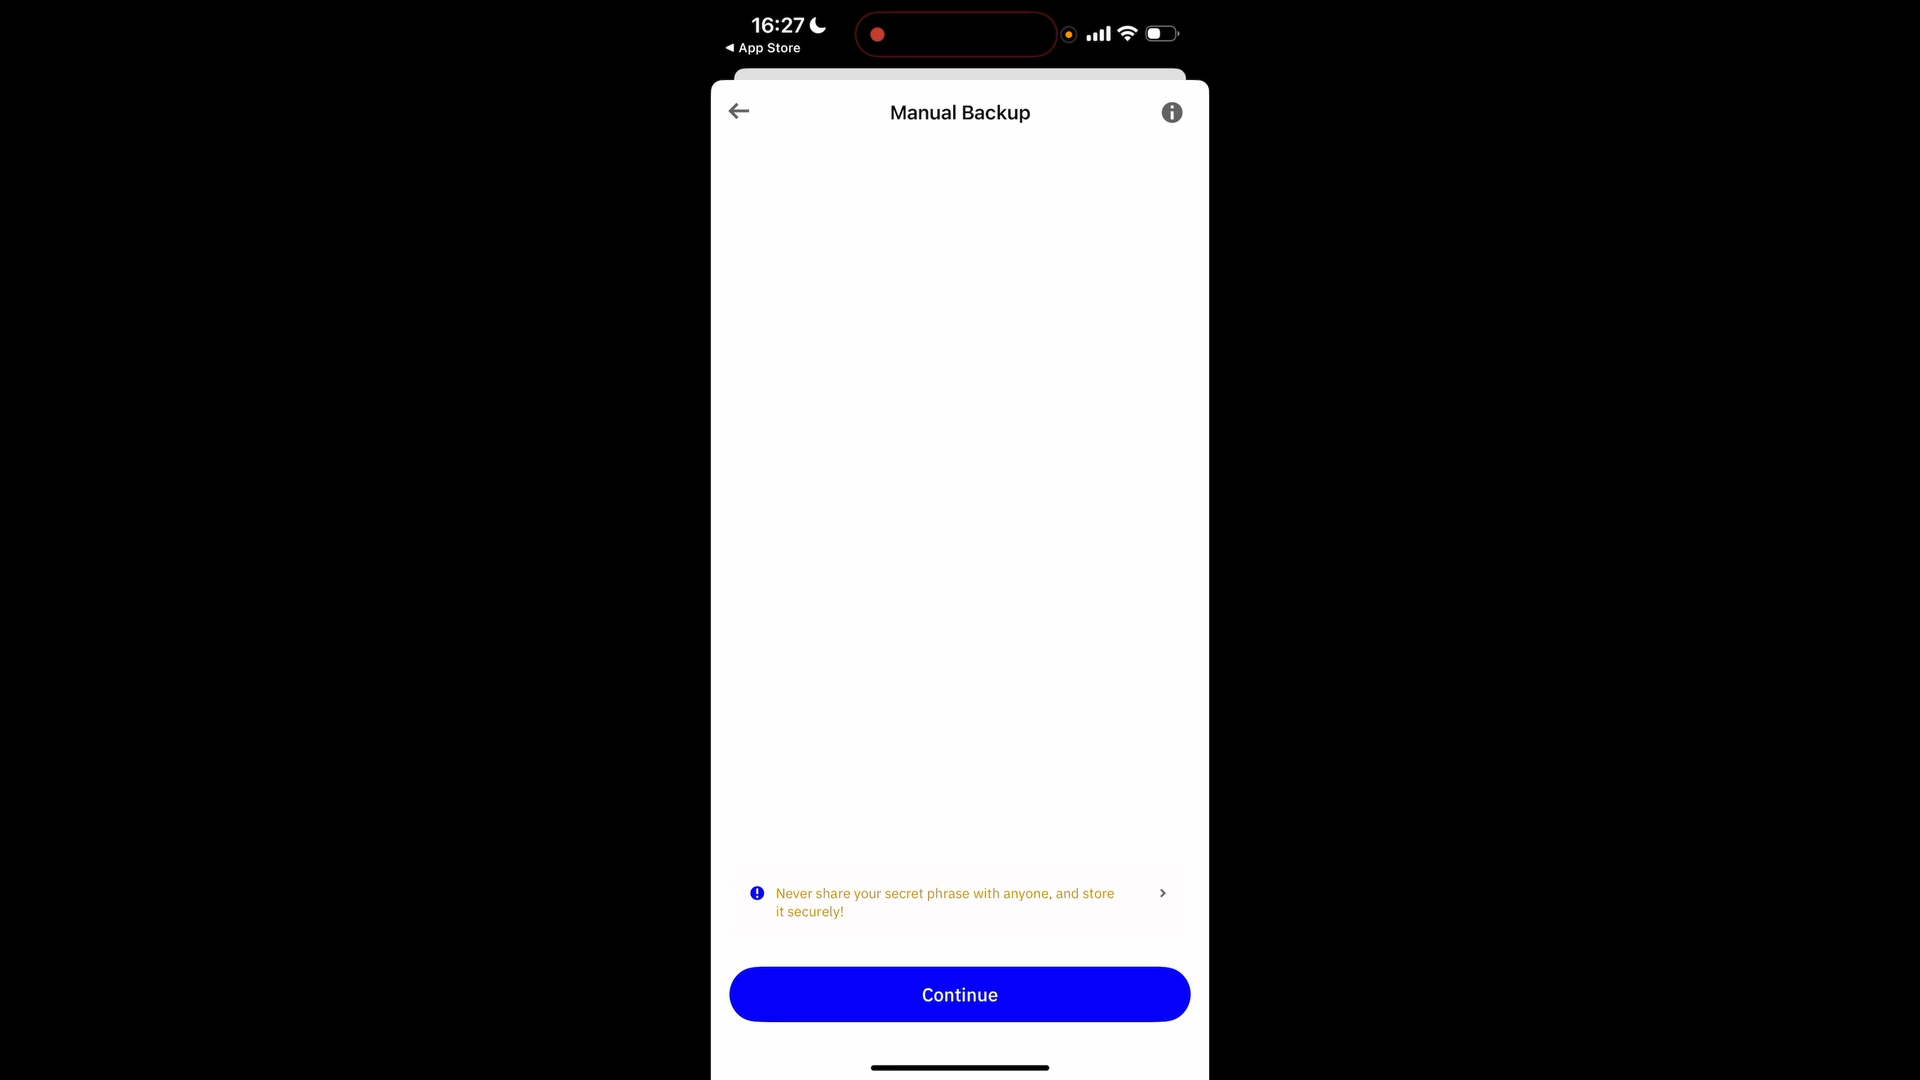 16:27
App Store
Manual Backup
Never share your secret phrase with anyone, and store
it securely!
Continue